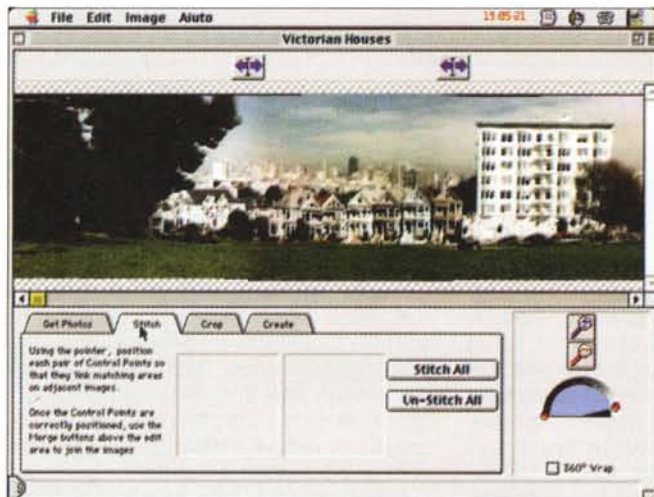 File Edit Image Aiuto 19:05:21
Victorian Houses
Get Photos Stitch Crop Create
Using the pointer, position
each pair of Control Points so
that they link matching areas
on adjacent images.
Once the Control Points are
correctly positioned, use the
Merge buttons above the edit
area to join the images
Stitch All
Un-Stitch All
360° Wrap